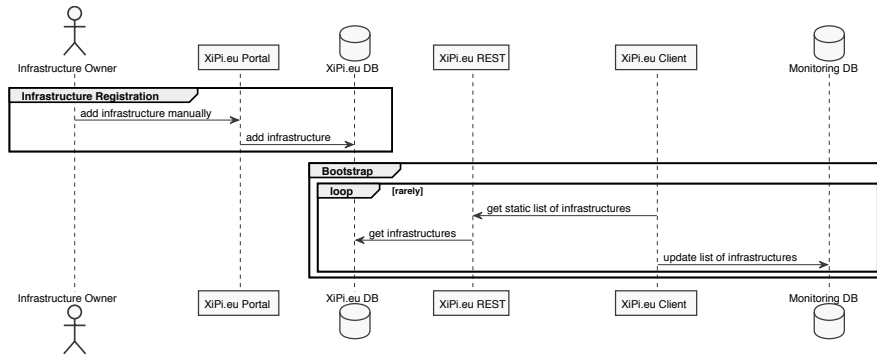 Infrastructure Owner
XiPi.eu Portal
XiPi.eu DB
XiPi.eu REST
XiPi.eu Client
Monitoring DB
Infrastructure Registration
add infrastructure manually
add infrastructure
Bootstrap
loop [rarely]
get static list of infrastructures
get infrastructures
update list of infrastructures
Infrastructure Owner
XiPi.eu Portal
XiPi.eu DB
XiPi.eu REST
XiPi.eu Client
Monitoring DB